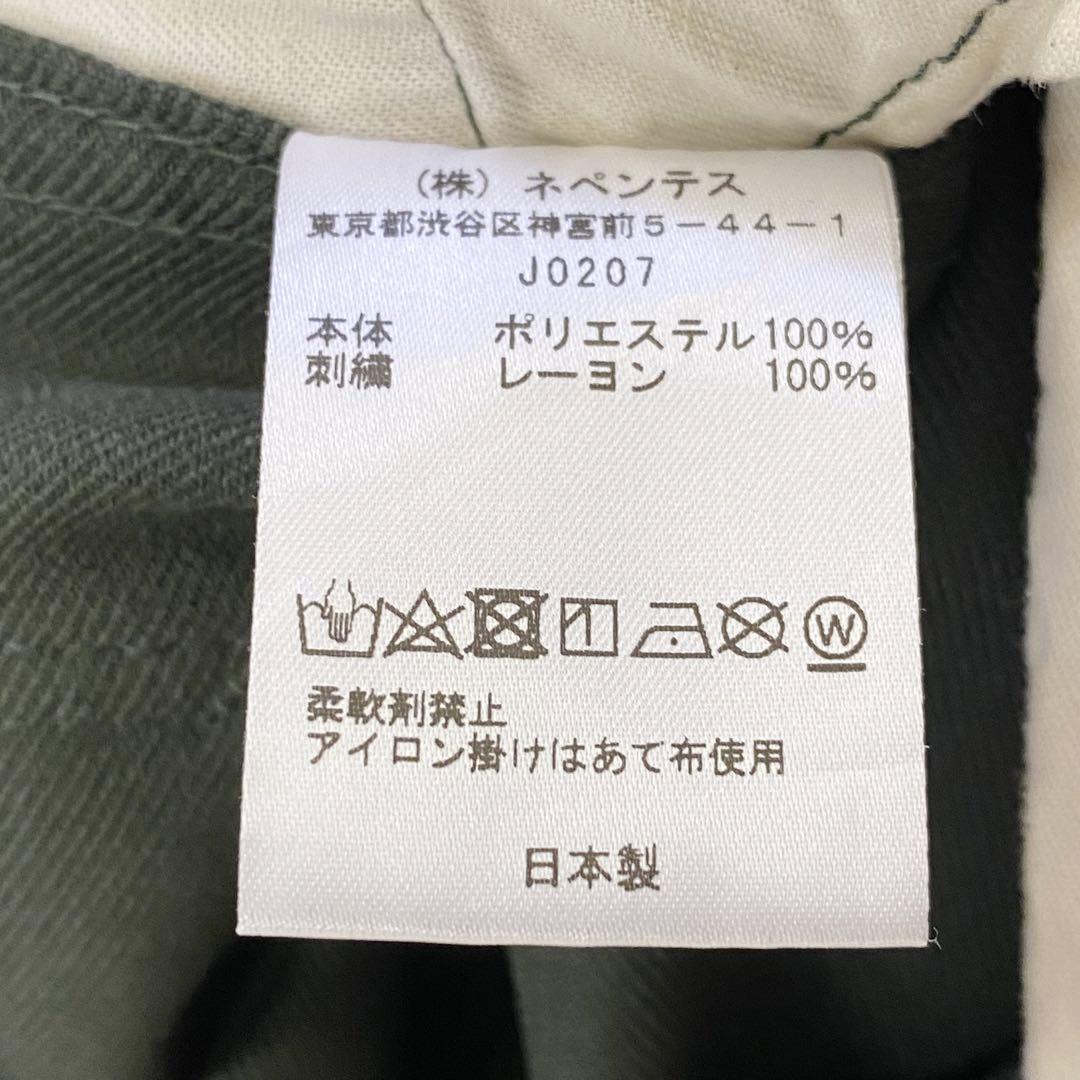 （株）ネペンテス
東京都渋谷区神宮前５－４４－１
J0207
本体 ポリエステル100%
刺繍 レーヨン 100%
W
柔軟剤禁止
アイロン掛けはあて布使用
日本製